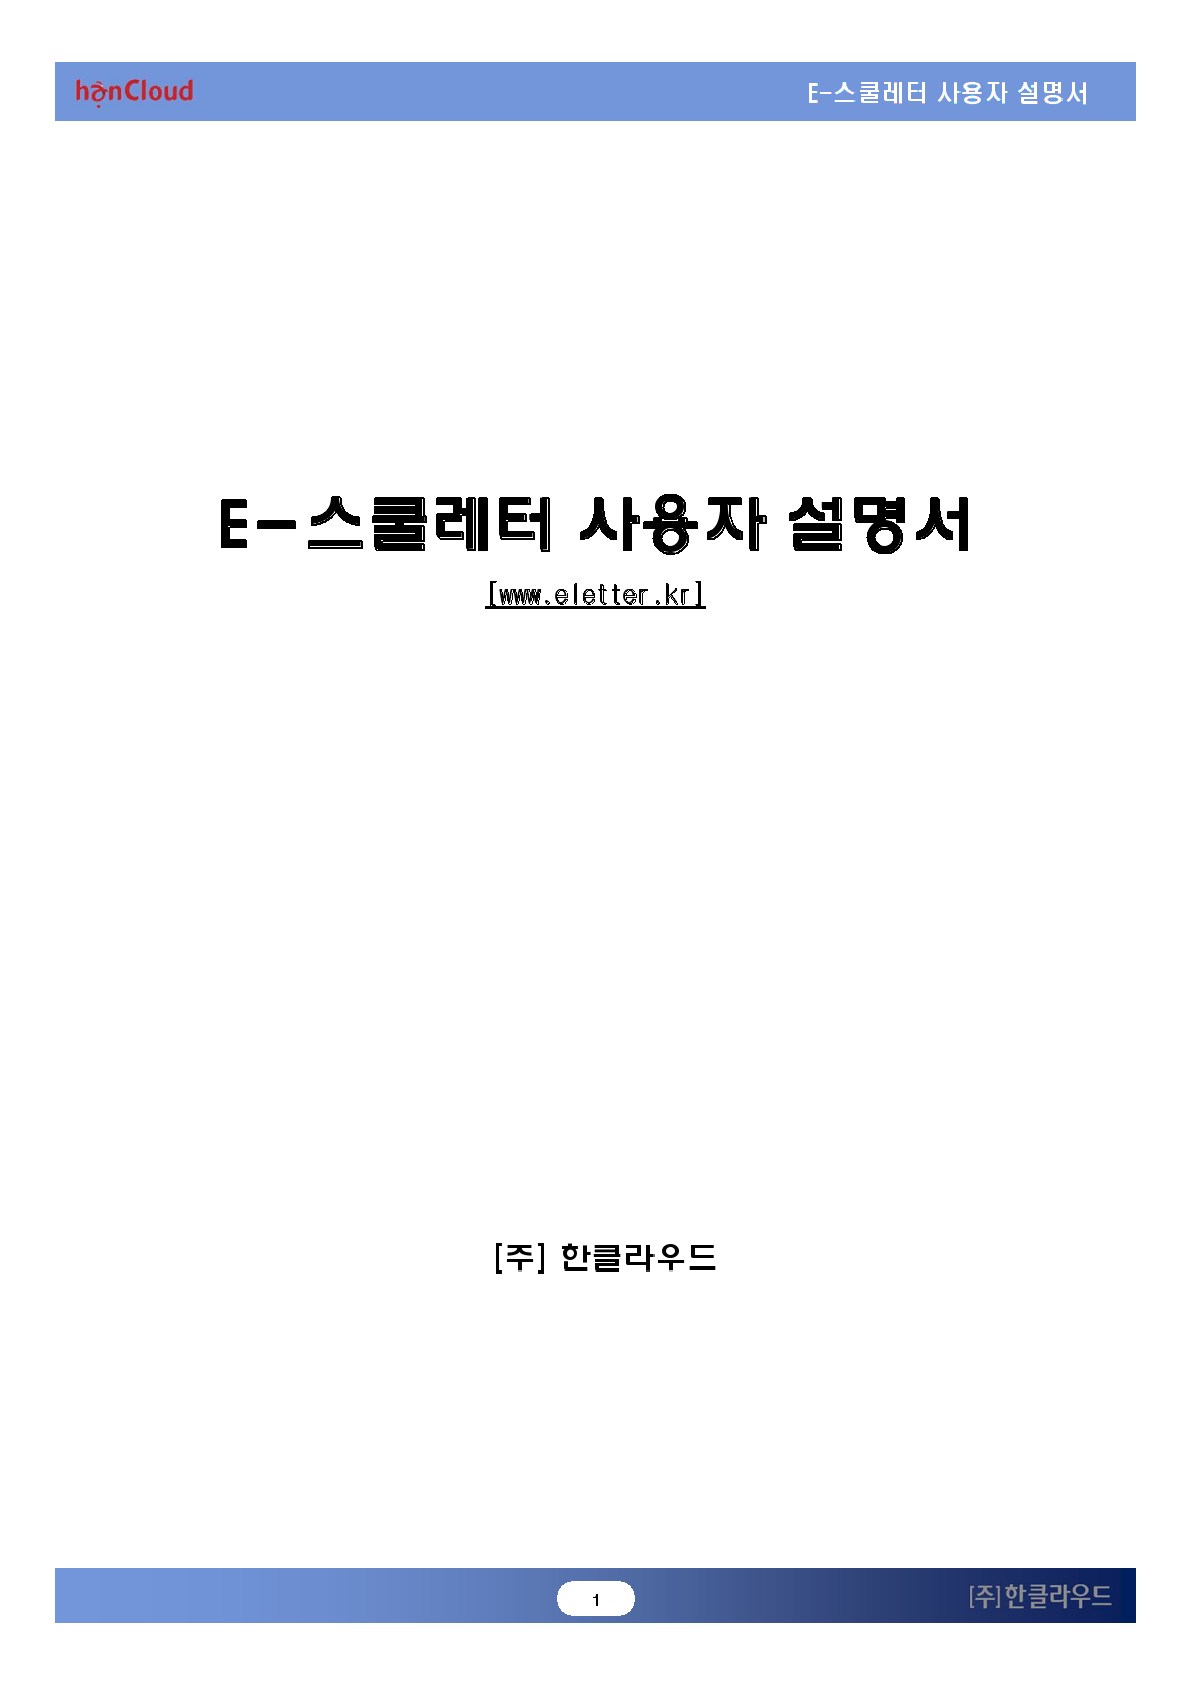 hanCloud
E-스쿨레터 사용자 설명서
E-스쿨레터 사용자 설명서
[www.eletter.kr]
[주] 한클라우드
1
[주]한클라우드